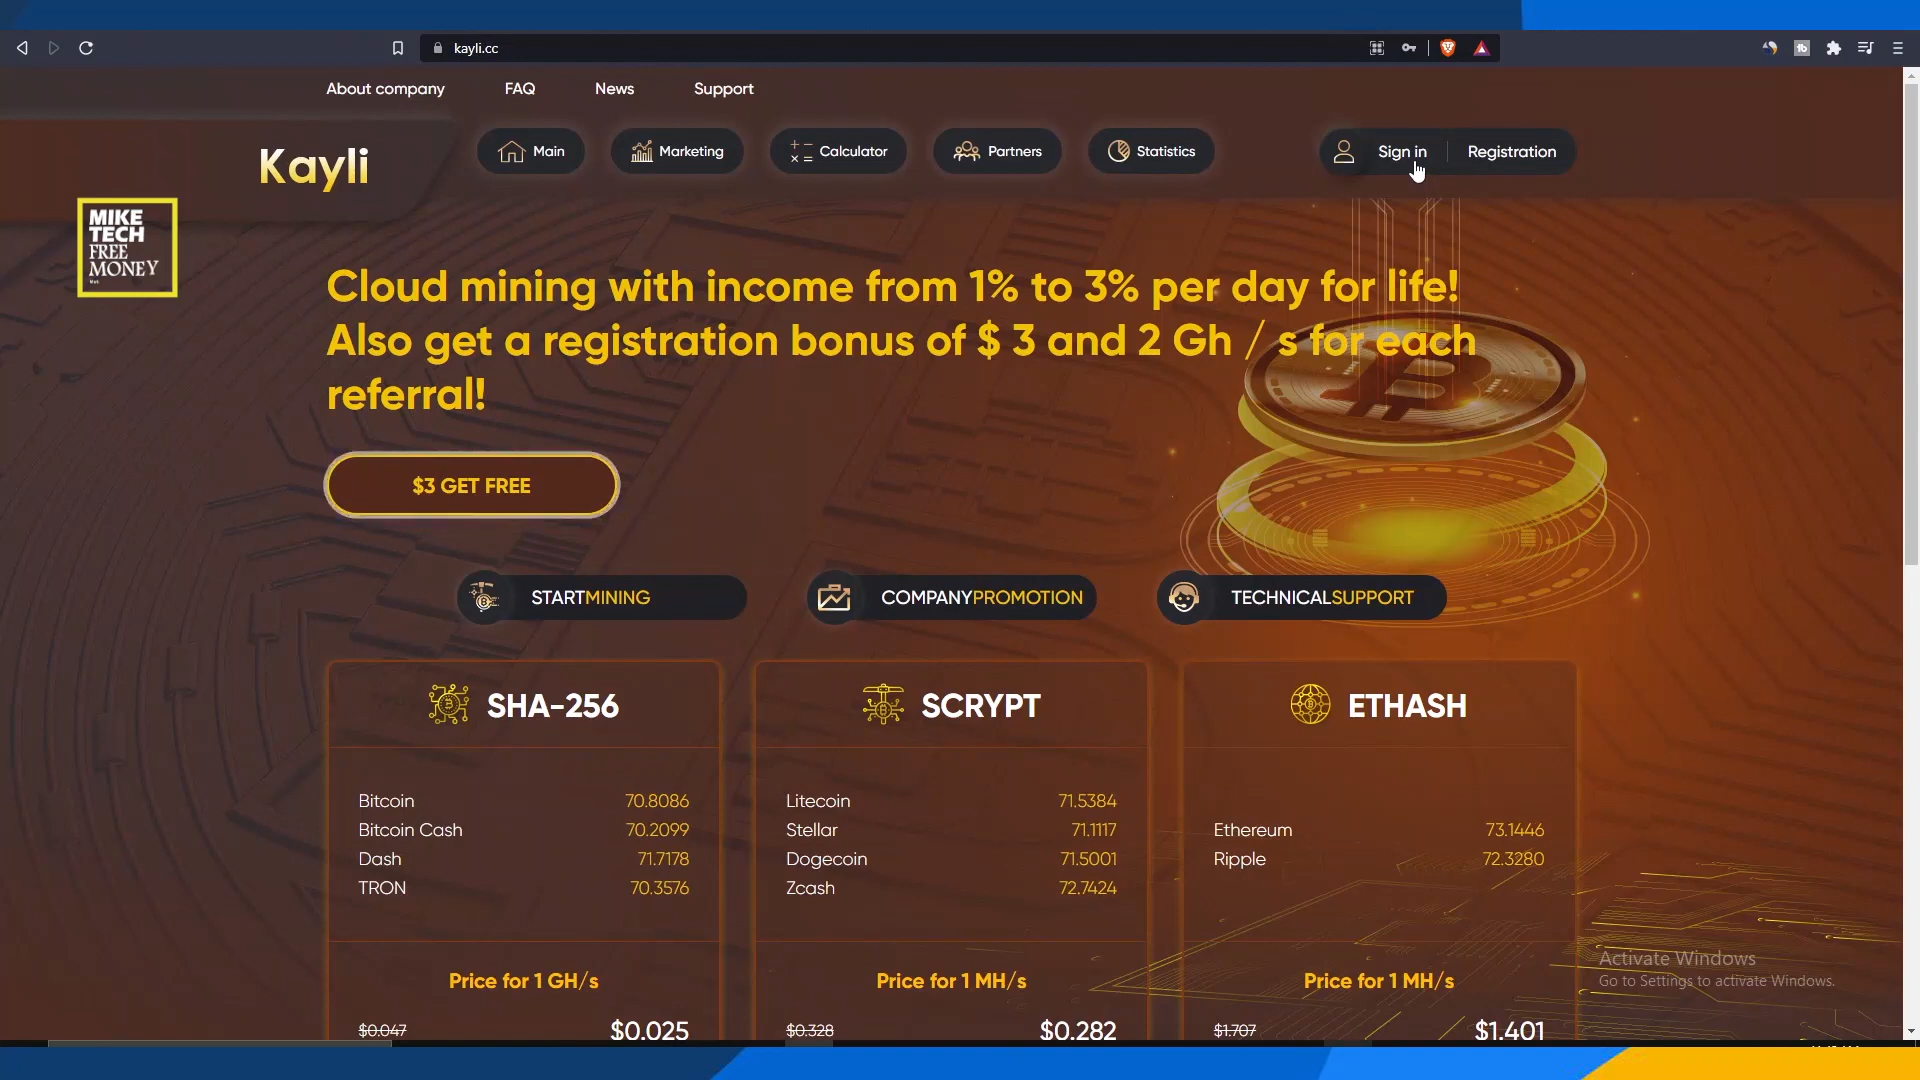 kayli.cc
About company
FAQ
News
Support
Kayli
Main
Marketing
Calculator
Partners
Statistics
Sign in
Registration
MIKE
TECH
FREE
MONEY
Cloud mining with income from 1% to 3% per day for life!
Also get a registration bonus of $ 3 and 2 Gh / s for each
referral!
$3 GET FREE
STARTMINING
COMPANYPROMOTION
TECHNICALSUPPORT
SHA-256
Bitcoin 70.8086
Bitcoin Cash 70.2099
Dash 71.7178
TRON 70.3576
Price for 1 GH/s
$0.047 $0.025
SCRYPT
Litecoin 71.5384
Stellar 71.1117
Dogecoin 71.5001
Zcash 72.7424
Price for 1 MH/s
$0.328 $0.282
ETHASH
Ethereum 73.1446
Ripple 72.3280
Price for 1 MH/s
$1.707 $1.401
Activate Windows
Go to Settings to activate Windows.